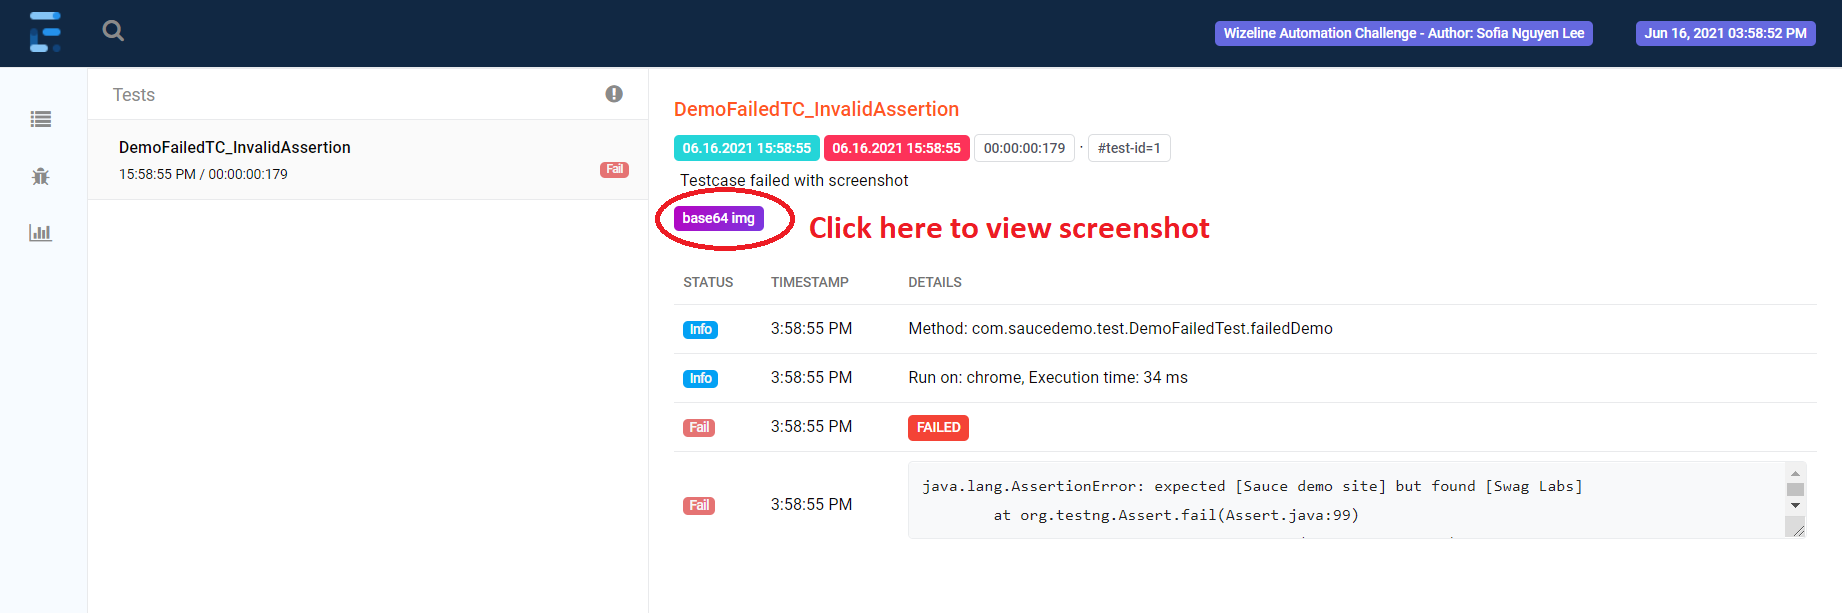 Wizeline Automation Challenge - Author: Sofia Nguyen Lee
Jun 16, 2021 03:58:52 PM
Tests
DemoFailedTC_InvalidAssertion
15:58:55 PM / 00:00:00:179
Fail
DemoFailedTC_InvalidAssertion
06.16.2021 15:58:55 06.16.2021 15:58:55 00:00:00:179 · #test-id=1
Testcase failed with screenshot
base64 img
Click here to view screenshot
STATUS TIMESTAMP DETAILS
Info 3:58:55 PM Method: com.saucedemo.test.DemoFailedTest.failedDemo
Info 3:58:55 PM Run on: chrome, Execution time: 34 ms
Fail 3:58:55 PM FAILED
Fail 3:58:55 PM
java.lang.AssertionError: expected [Sauce demo site] but found [Swag Labs]
at org.testng.Assert.fail(Assert.java:99)